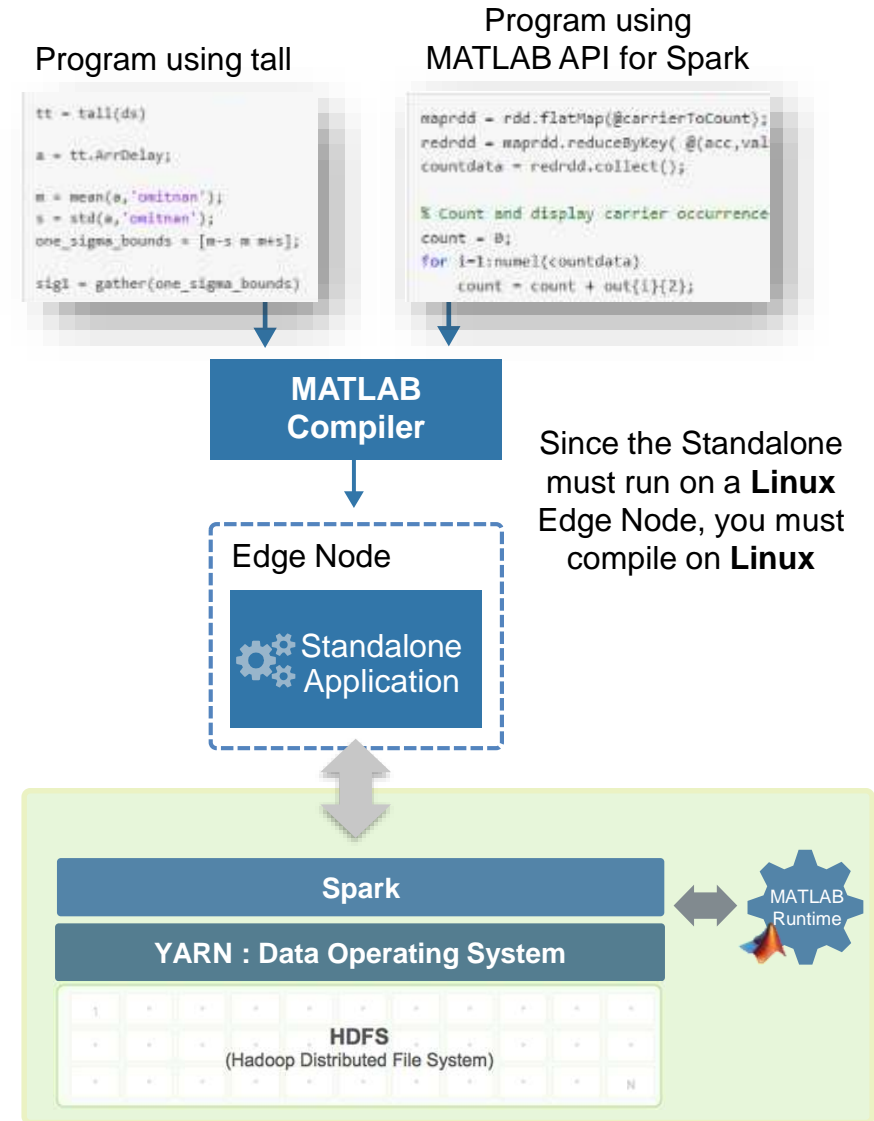 Program using tall
tt = tall(ds)
a = tt.ArrDelay;
m = mean(a,'omitnan');
s = std(a,'omitnan');
one_sigma_bounds = [m-s m m+s];
sig1 = gather(one_sigma_bounds)
Program using
MATLAB API for Spark
maprdd = rdd.flatMap(@carrierToCount);
redrdd = maprdd.reduceByKey( @(acc,val
countdata = redrdd.collect();
% Count and display carrier occurrence
count = 0;
for i=1:numel(countdata)
count = count + out{i}{2};
MATLAB
Compiler
Since the Standalone
must run on a Linux
Edge Node, you must
compile on Linux
Edge Node
Standalone
Application
Spark
MATLAB
Runtime
YARN : Data Operating System
1
HDFS
(Hadoop Distributed File System)
N